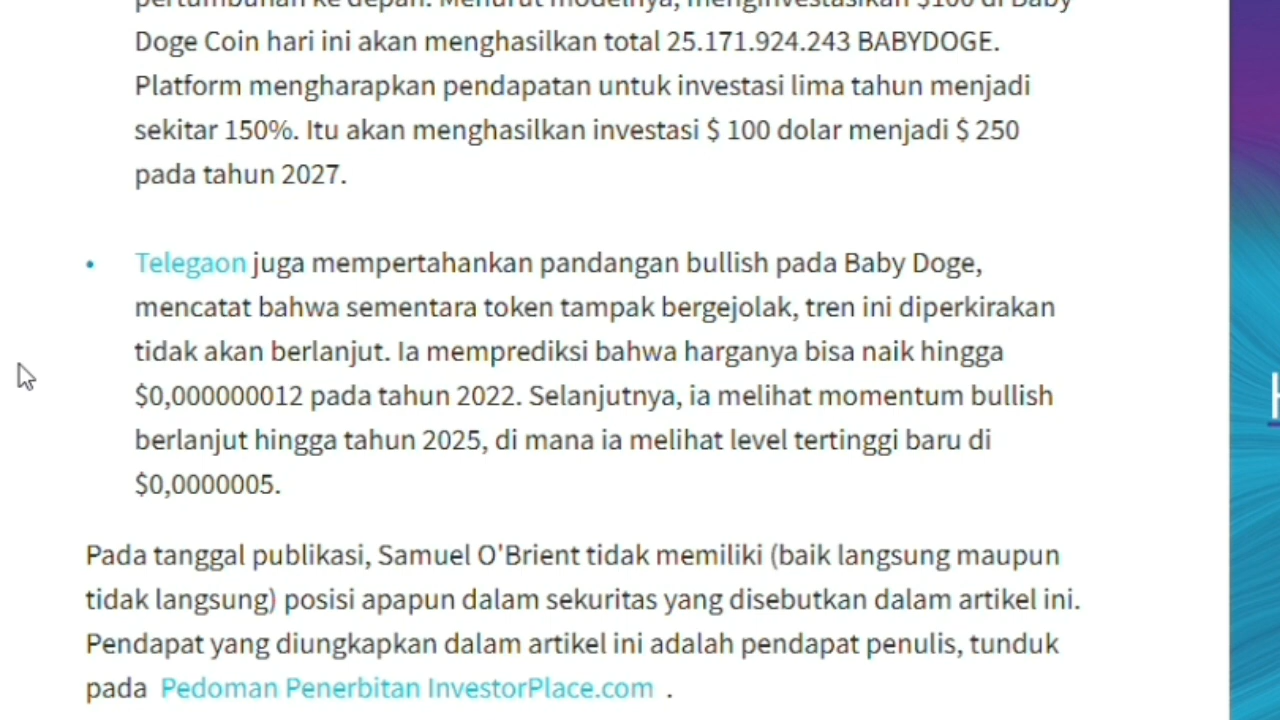 pertumbuhan ke depan. Menurut modelnya, menginvestasikan $100 di Baby
Doge Coin hari ini akan menghasilkan total 25.171.924.243 BABYDOGE.
Platform mengharapkan pendapatan untuk investasi lima tahun menjadi
sekitar 150%. Itu akan menghasilkan investasi $ 100 dolar menjadi $ 250
pada tahun 2027.
• Telegaon juga mempertahankan pandangan bullish pada Baby Doge,
mencatat bahwa sementara token tampak bergejolak, tren ini diperkirakan
tidak akan berlanjut. Ia memprediksi bahwa harganya bisa naik hingga
$0,000000012 pada tahun 2022. Selanjutnya, ia melihat momentum bullish
berlanjut hingga tahun 2025, di mana ia melihat level tertinggi baru di
$0,0000005.
Pada tanggal publikasi, Samuel O'Brient tidak memiliki (baik langsung maupun
tidak langsung) posisi apapun dalam sekuritas yang disebutkan dalam artikel ini.
Pendapat yang diungkapkan dalam artikel ini adalah pendapat penulis, tunduk
pada Pedoman Penerbitan InvestorPlace.com .